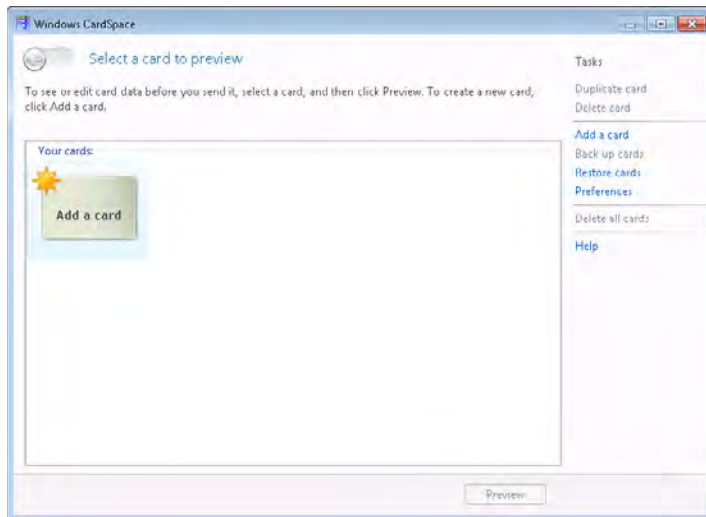 Windows CardSpace
Select a card to preview
To see or edit card data before you send it, select a card, and then click Preview. To create a new card,
click Add a card.
Your cards:
Add a card
Tasks
Duplicate card
Delete card
Add a card
Back up cards
Restore cards
Preferences
Delete all cards
Help
Preview